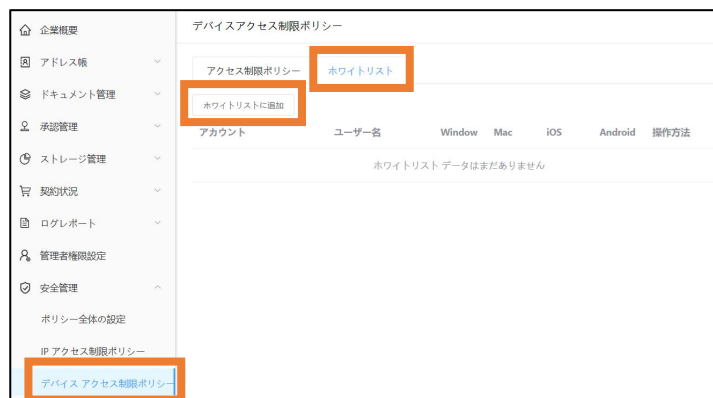 企業概要
アドレス帳
ドキュメント管理
承認管理
ストレージ管理
契約状況
ログレポート
管理者権限設定
安全管理
ポリシー全体の設定
IP アクセス制限ポリシー
デバイス アクセス制限ポリシー
デバイスアクセス制限ポリシー
アクセス制限ポリシー ホワイトリスト
ホワイトリストに追加
アカウント ユーザー名 Window Mac iOS Android 操作方法
ホワイトリスト データはまだありません